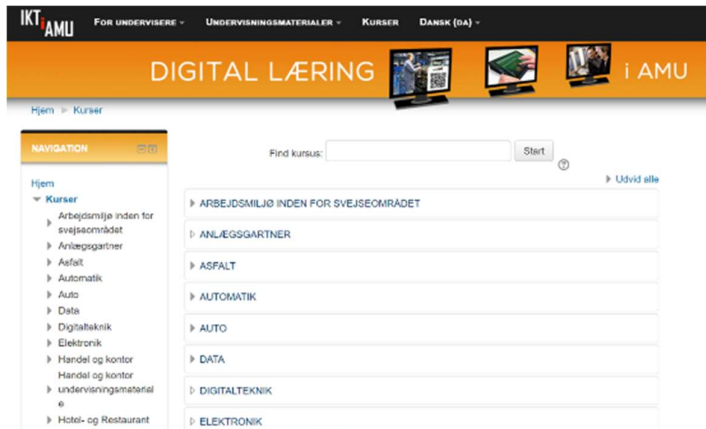 IKT i AMU
FOR UNDERVISERE
UNDERVISNINGSMATERIALER
KURSER
DANSK (DA)
DIGITAL LÆRING i AMU
Hjem Kurser
NAVIGATION
Hjem
Kurser
Arbejdsmiljø inden for
svejseområdet
Anlægsgartner
Asfalt
Automatik
Auto
Data
Digitalteknik
Elektronik
Handel og kontor
Handel og kontor
undervisningsmaterial
e
Hotel- og Restaurant
Find kursus:
Start
Udvid alle
ARBEJDSMILJØ INDEN FOR SVEJSEOMRÅDET
ANLÆGSGARTNER
ASFALT
AUTOMATIK
AUTO
DATA
DIGITALTEKNIK
ELEKTRONIK